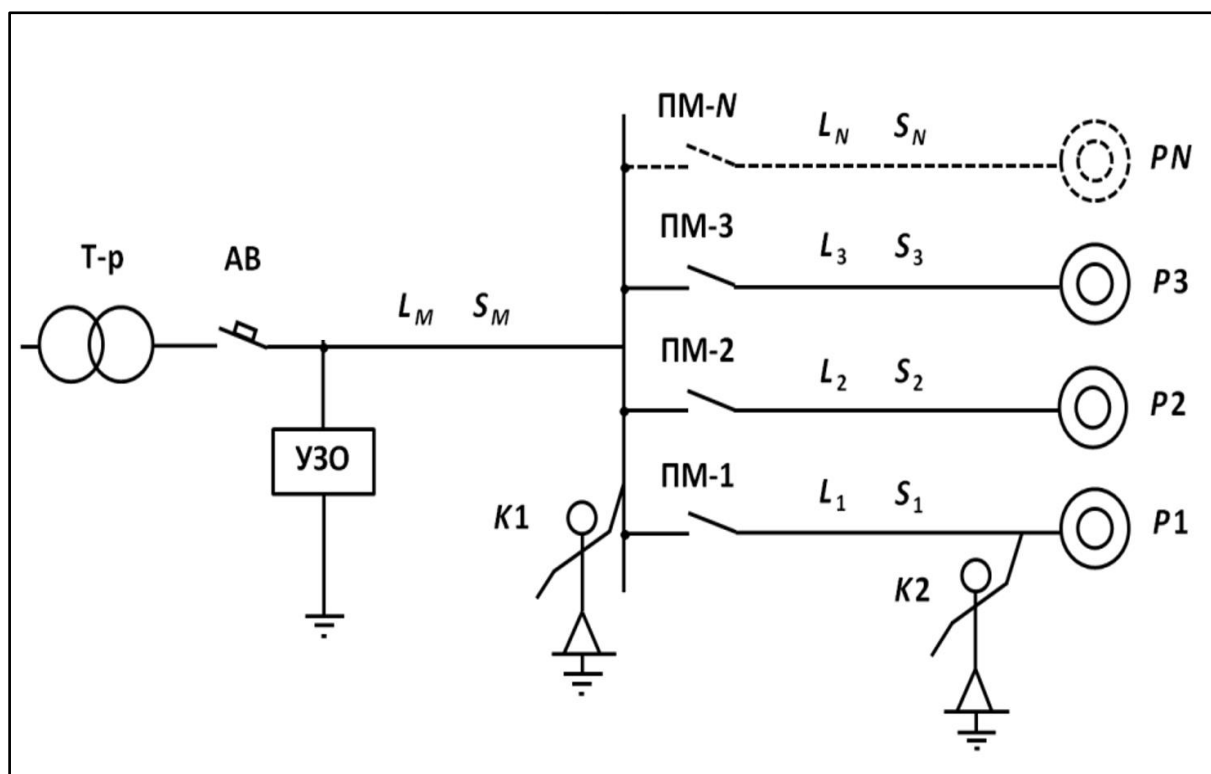 ПМ-N L_N S_N PN
ПМ-3 L_3 S_3 P3
Т-р АВ L_M S_M
ПМ-2 L_2 S_2 P2
УЗО
ПМ-1 L_1 S_1 P1
K1
K2